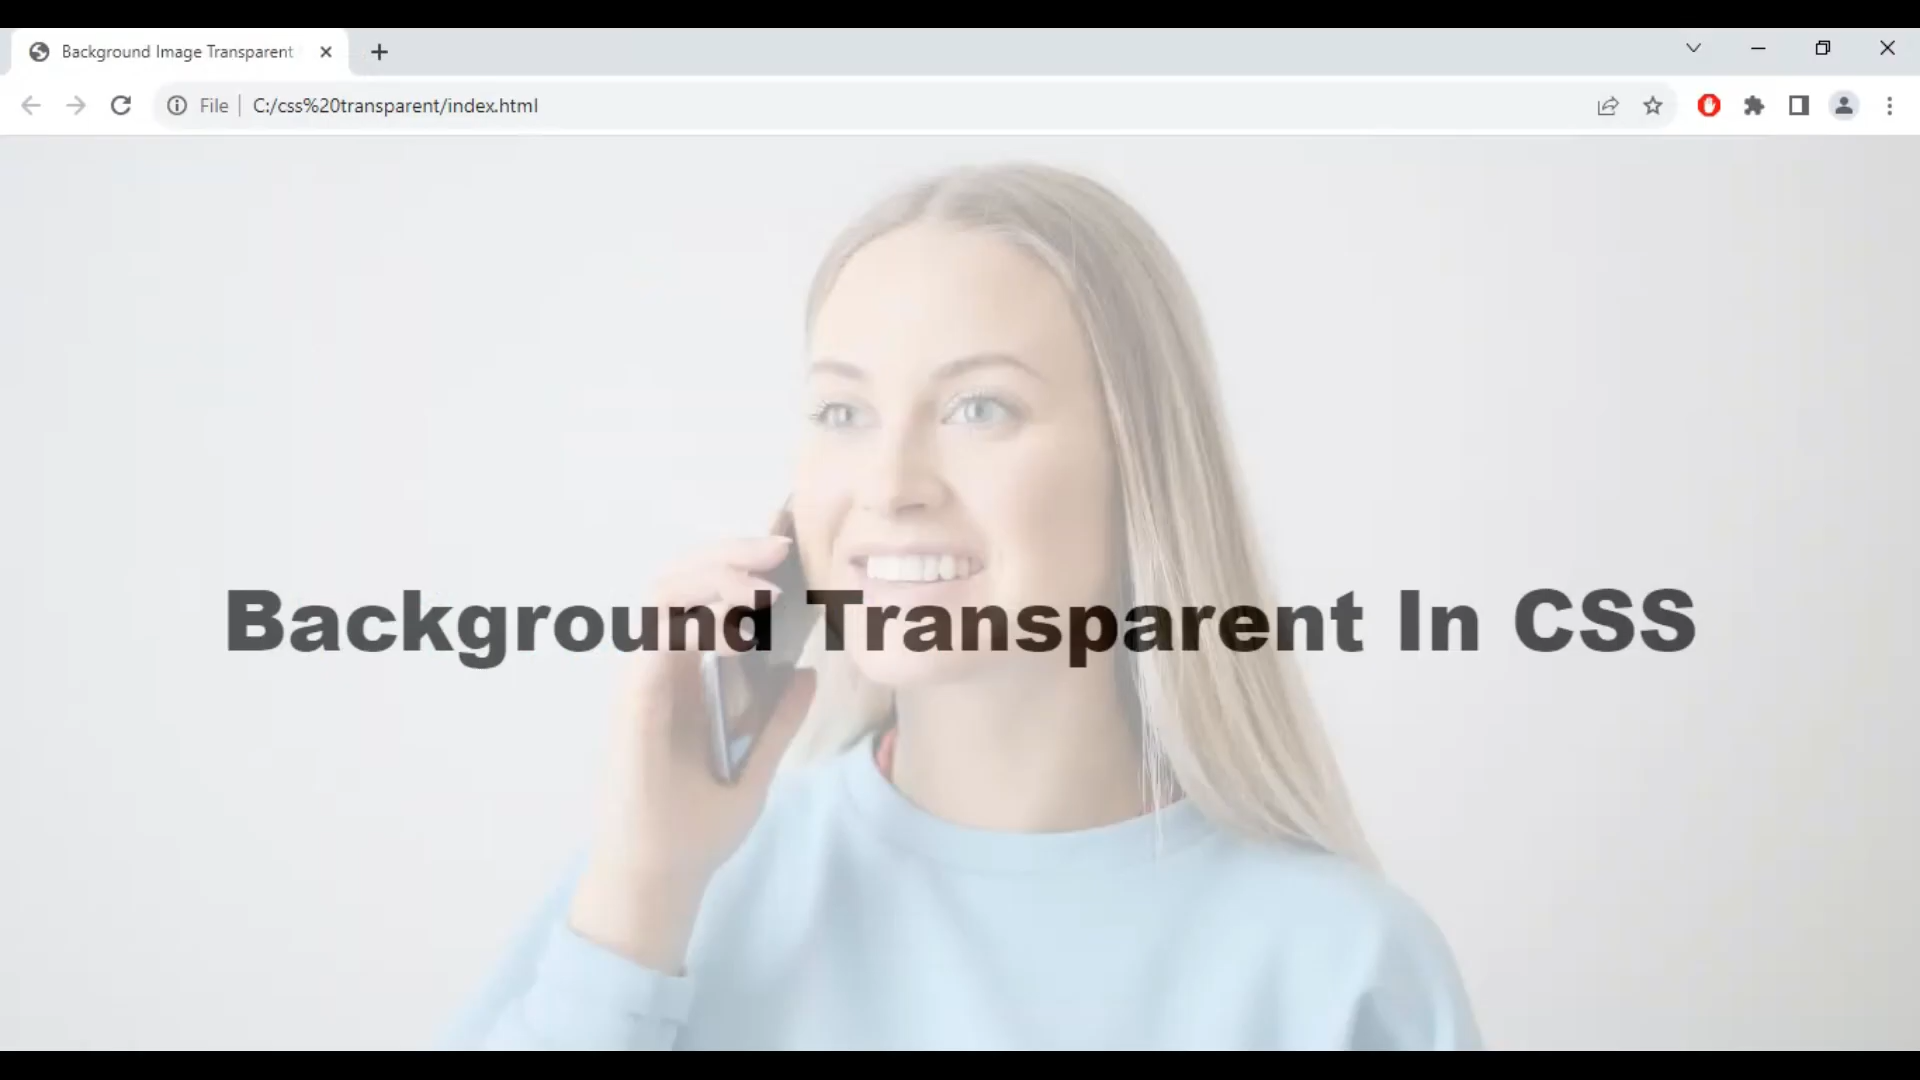 Background Image Transparent
File
C:/css%20transparent/index.html
Background Transparent In CSS